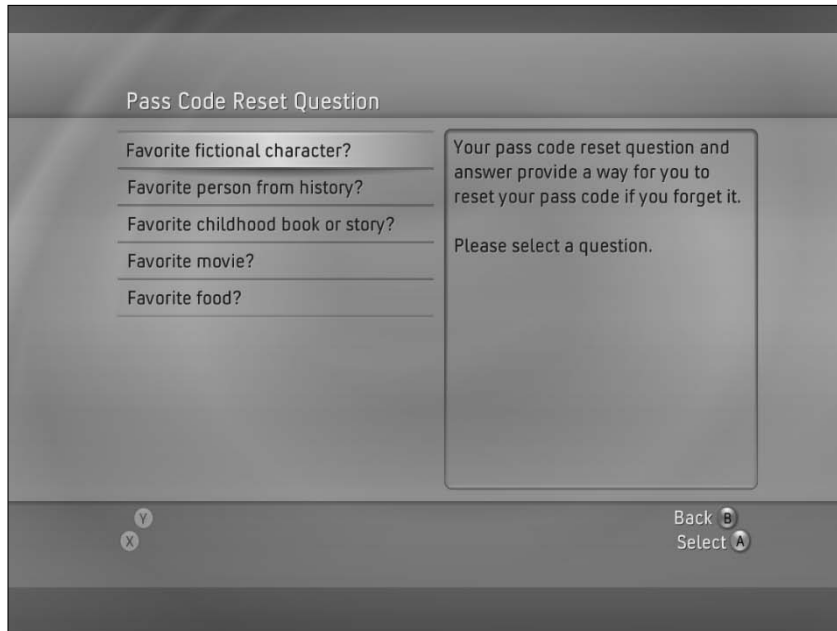 Pass Code Reset Question
Favorite fictional character?
Favorite person from history?
Favorite childhood book or story?
Favorite movie?
Favorite food?
Your pass code reset question and
answer provide a way for you to
reset your pass code if you forget it.
Please select a question.
Y
X
Back B
Select A